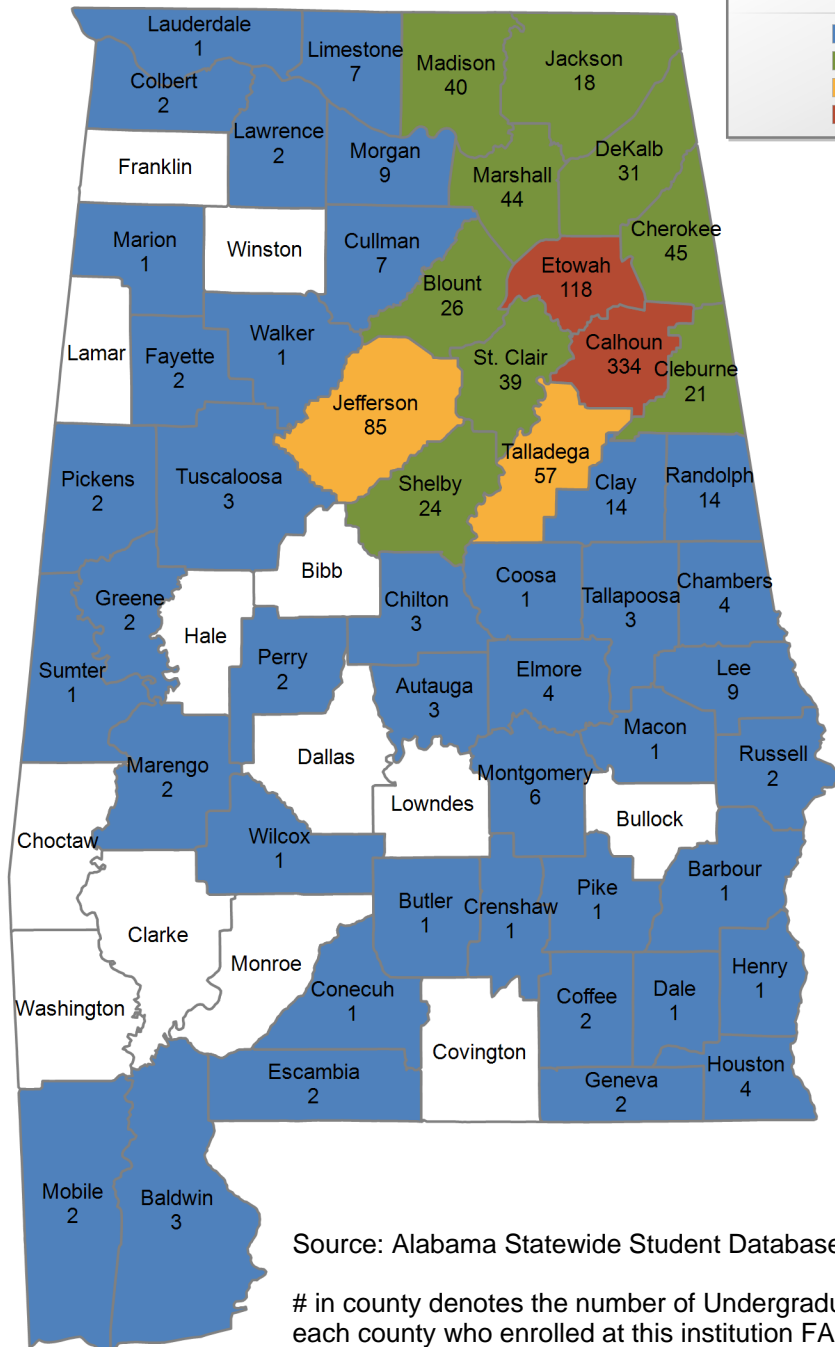 Lauderdale
1
Limestone
7
Madison
40
Jackson
18
Colbert
2
Lawrence
2
Franklin
Morgan
9
DeKalb
31
Marshall
44
Marion
1
Winston
Cullman
7
Cherokee
45
Etowah
118
Blount
26
Lamar
Fayette
2
Walker
1
St. Clair
39
Calhoun
334
Cleburne
21
Jefferson
85
Talladega
57
Pickens
2
Tuscaloosa
3
Shelby
24
Clay
14
Randolph
14
Bibb
Greene
2
Hale
Chilton
3
Coosa
1
Tallapoosa
3
Chambers
4
Sumter
1
Perry
2
Autauga
3
Elmore
4
Lee
9
Macon
1
Marengo
2
Dallas
Montgomery
6
Russell
2
Lowndes
Bullock
Choctaw
Wilcox
1
Barbour
1
Butler
1
Crenshaw
1
Pike
1
Clarke
Monroe
Washington
Conecuh
1
Coffee
2
Dale
1
Henry
1
Covington
Escambia
2
Geneva
2
Houston
4
Mobile
2
Baldwin
3
Source: Alabama Statewide Student Database
# in county denotes the number of Undergradu
each county who enrolled at this institution FA